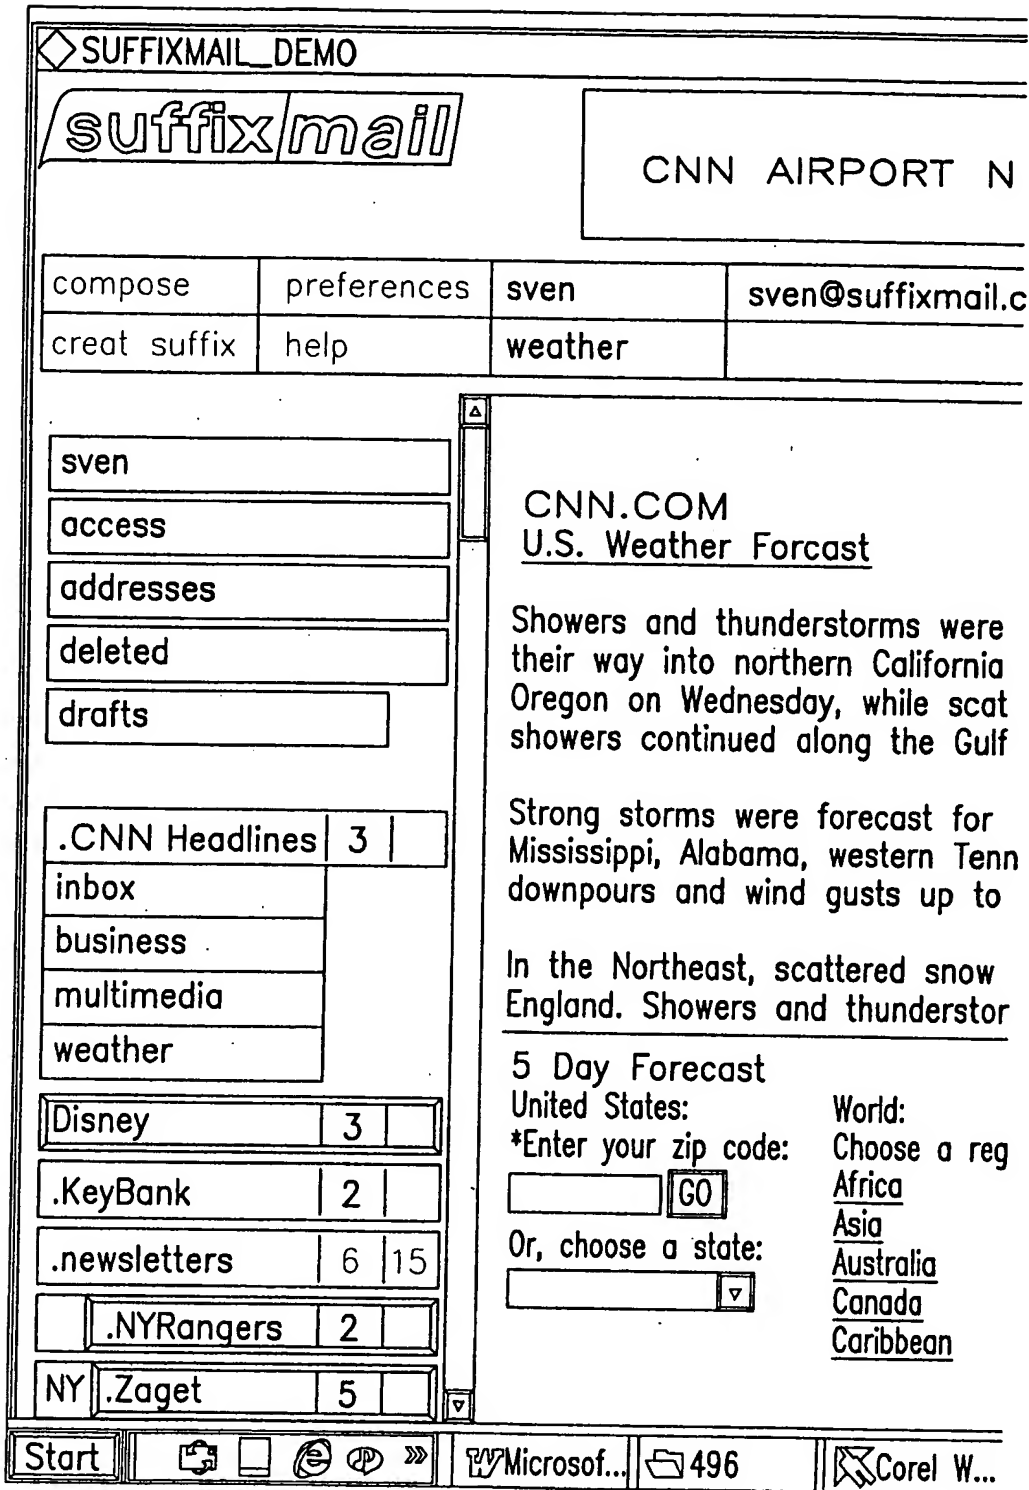 SUFFIXMAIL_DEMO
suffixmail
CNN AIRPORT N
compose preferences sven sven@suffixmail.c
creat suffix help weather
sven
access
addresses
deleted
drafts
.CNN Headlines 3
inbox
business
multimedia
weather
Disney 3
.KeyBank 2
.newsletters 6 15
.NYRangers 2
NY .Zaget 5
CNN.COM
U.S. Weather Forcast
Showers and thunderstorms were
their way into northern California
Oregon on Wednesday, while scat
showers continued along the Gulf
Strong storms were forecast for
Mississippi, Alabama, western Tenn
downpours and wind gusts up to
In the Northeast, scattered snow
England. Showers and thunderstor
5 Day Forecast
United States:
*Enter your zip code:
GO
Or, choose a state:
World:
Choose a reg
Africa
Asia
Australia
Canada
Caribbean
Start Microsof... 496 Corel W...